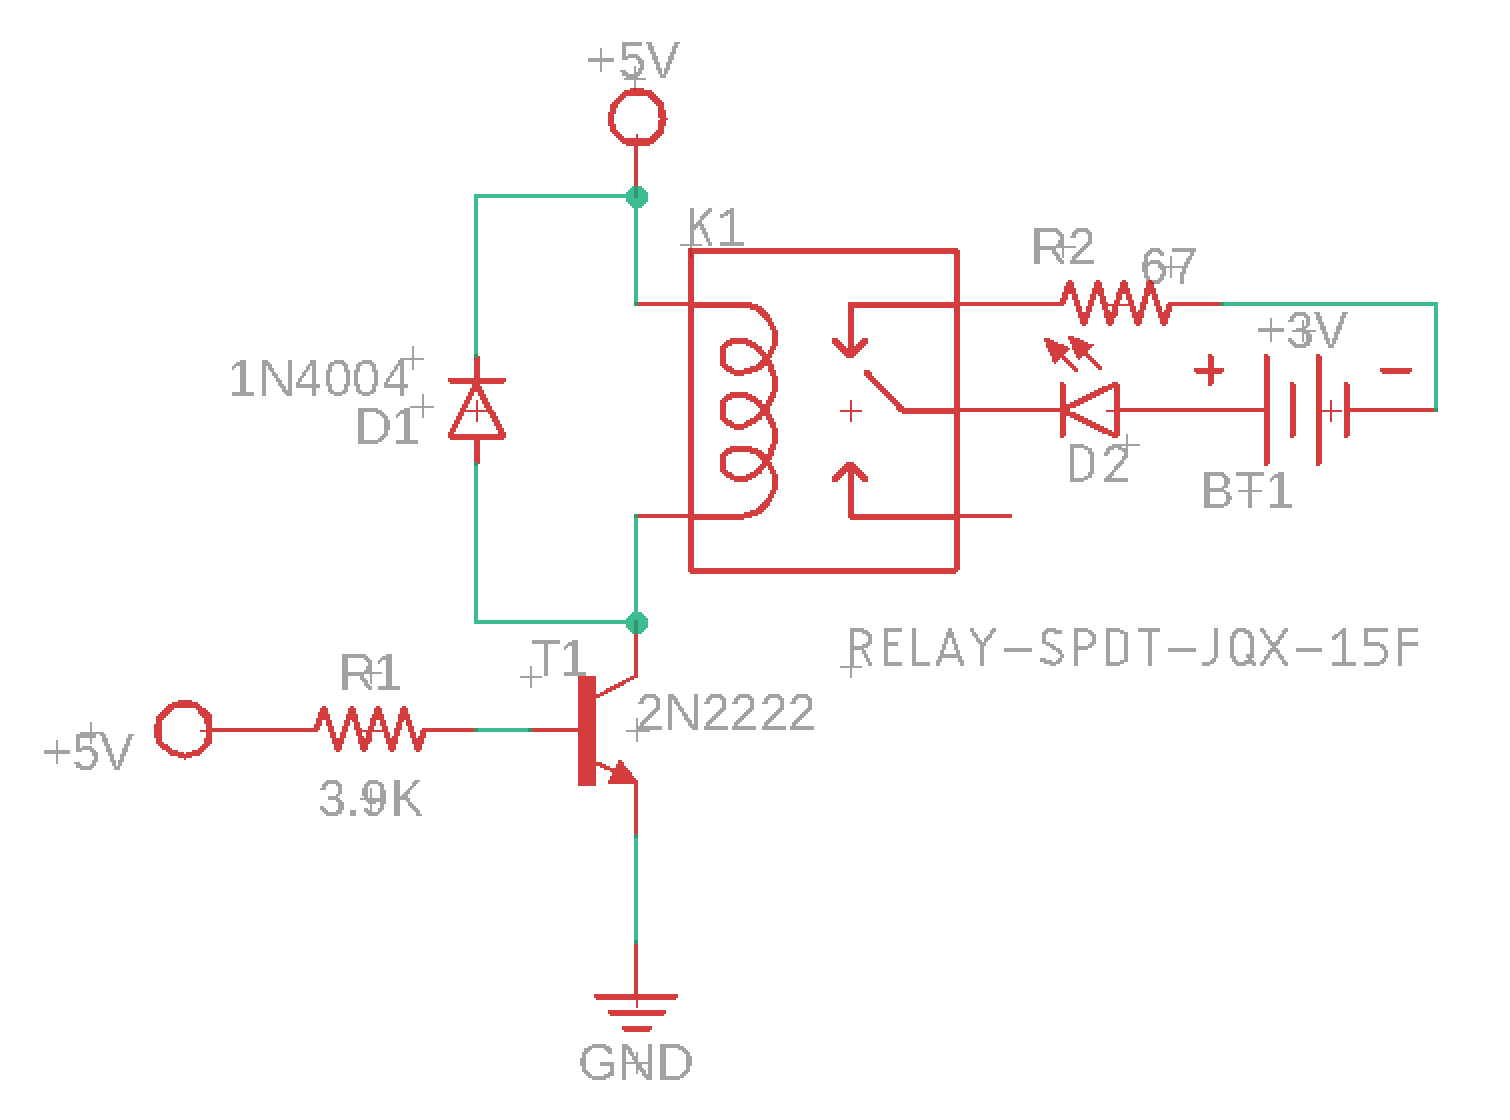 +5V
K1
R2
67
+3V
1N4004
D1
+
-
D2
BT1
T1
RELAY-SPDT-JQX-15F
R1
2N2222
+5V
3.9K
GND